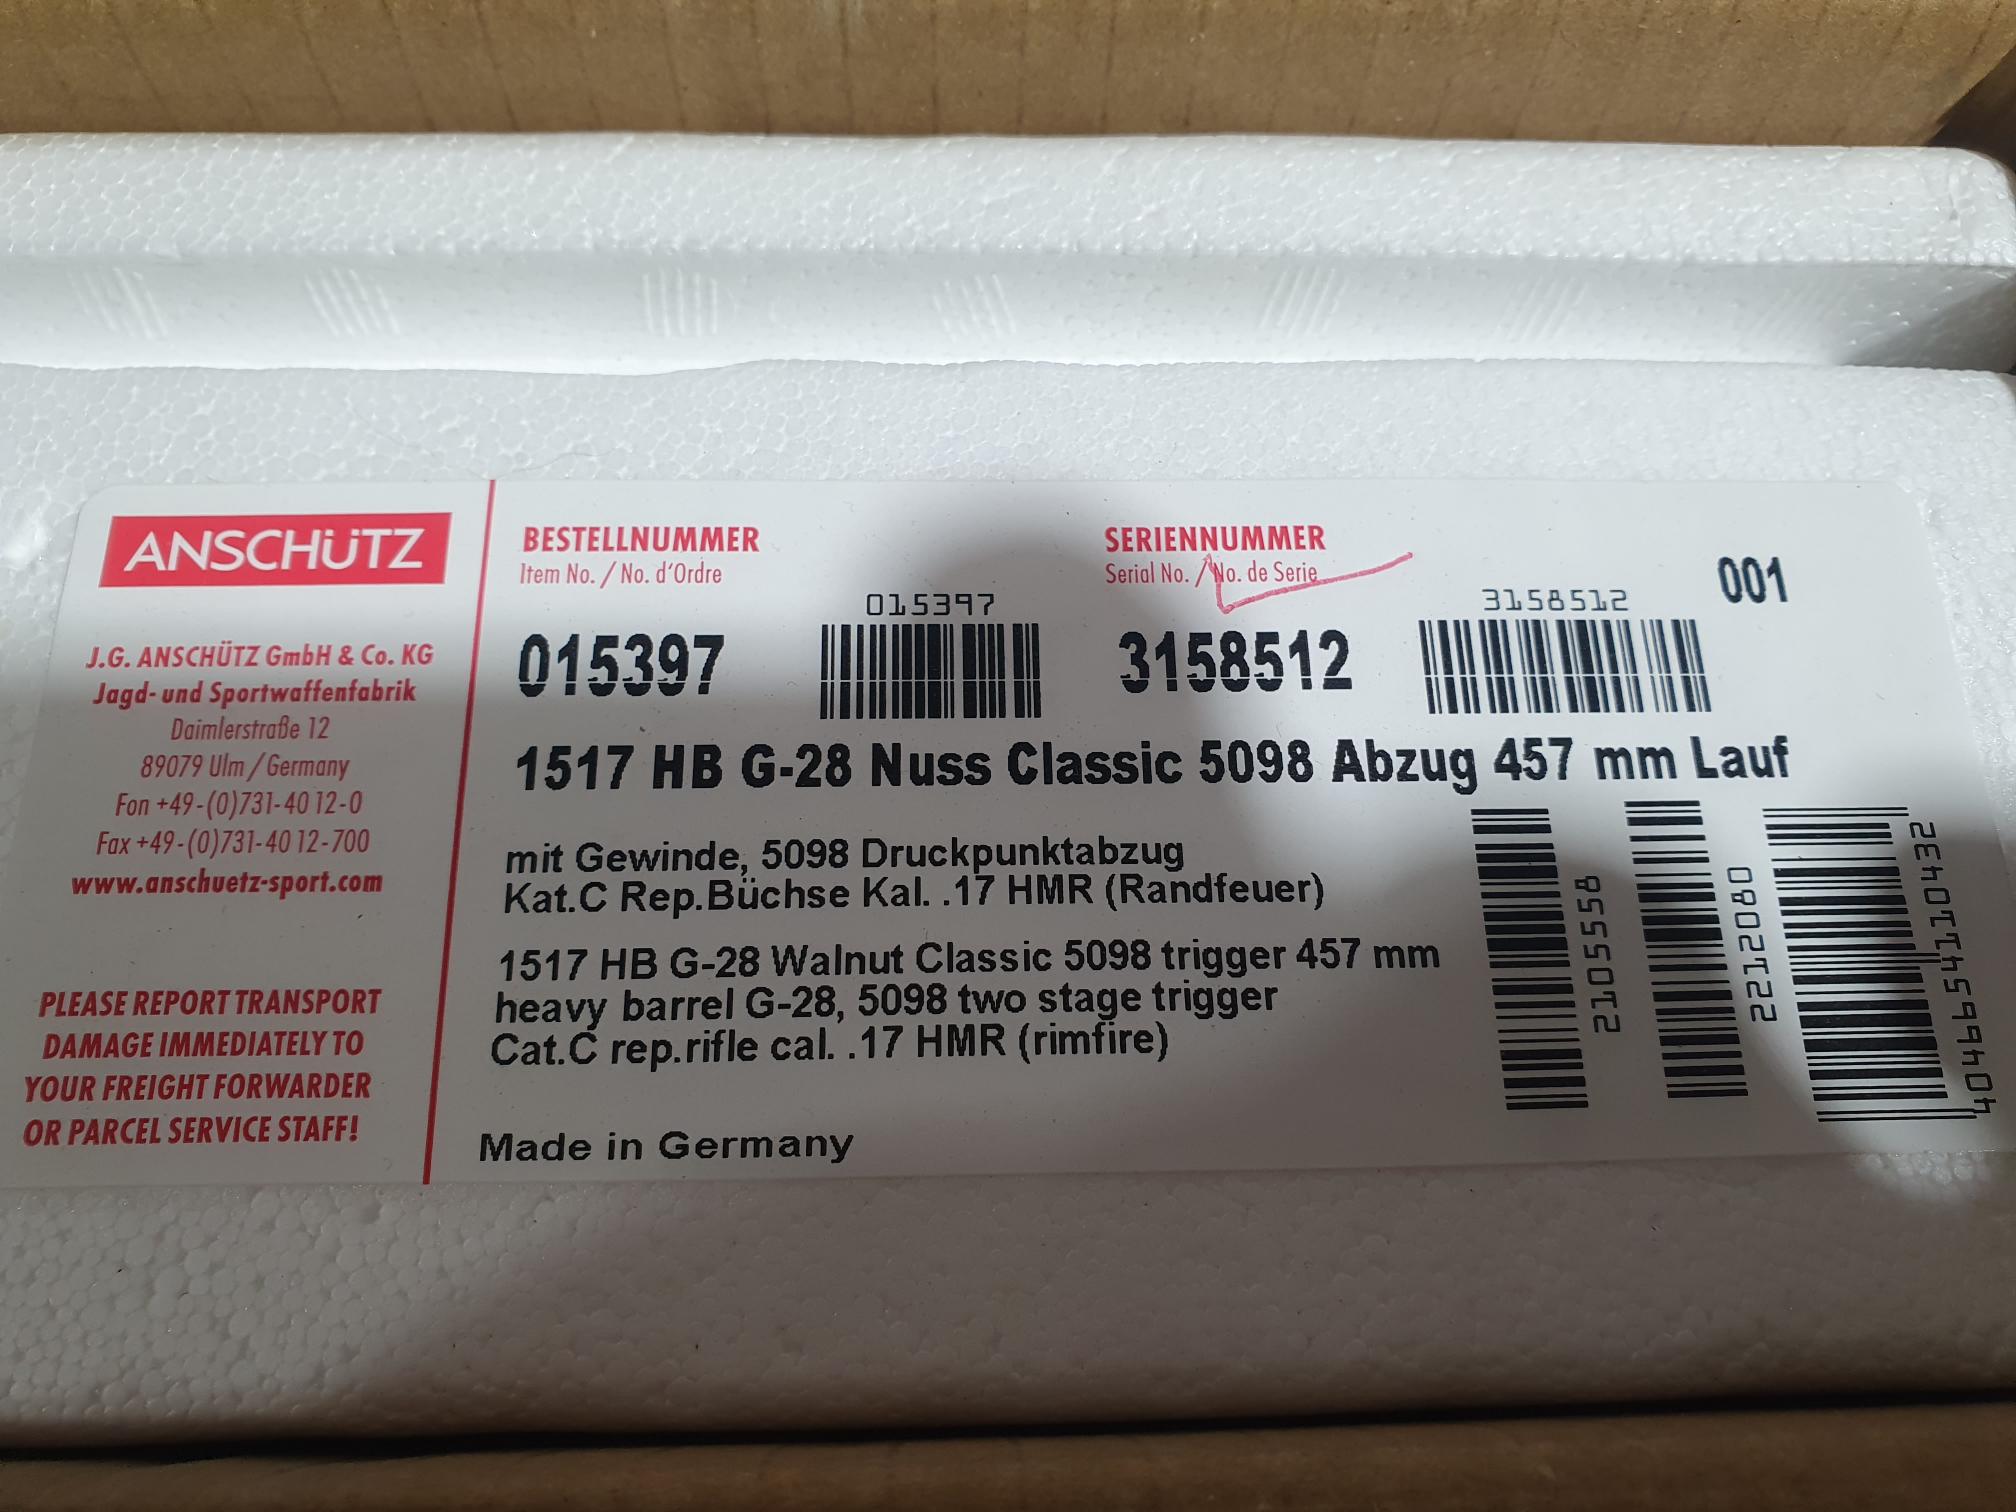 ANSCHÜTZ
J.G. ANSCHÜTZ GmbH & Co. KG
Jagd- und Sportwaffenfabrik
Daimlerstraße 12
89079 Ulm / Germany
Fon +49-(0)731-40 12-0
Fax +49-(0)731-40 12-700
www.anschuetz-sport.com
PLEASE REPORT TRANSPORT
DAMAGE IMMEDIATELY TO
YOUR FREIGHT FORWARDER
OR PARCEL SERVICE STAFF!
BESTELLNUMMER
Item No. / No. d'Ordre
015397
015397
SERIENNUMMER
Serial No. / No. de Serie
3158512
3158512
001
1517 HB G-28 Nuss Classic 5098 Abzug 457 mm Lauf
mit Gewinde, 5098 Druckpunktabzug
Kat.C Rep.Büchse Kal. .17 HMR (Randfeuer)
1517 HB G-28 Walnut Classic 5098 trigger 457 mm
heavy barrel G-28, 5098 two stage trigger
Cat.C rep.rifle cal. .17 HMR (rimfire)
Made in Germany
2105558
2212080
4046654110432